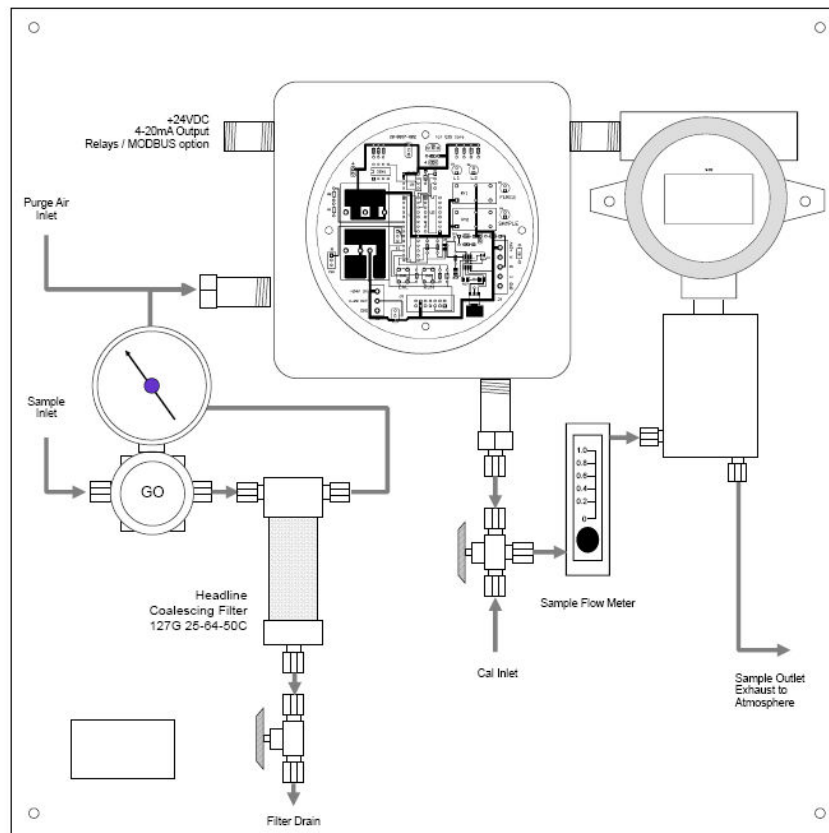 +24VDC
4-20mA Output
Relays / MODBUS option
Purge Air
Inlet
Sample
Inlet
GO
1.0
0.8
0.6
0.4
0.2
0
Headline
Coalescing Filter
127G 25-64-50C
Sample Flow Meter
Cal Inlet
Sample Outlet
Exhaust to
Atmosphere
Filter Drain